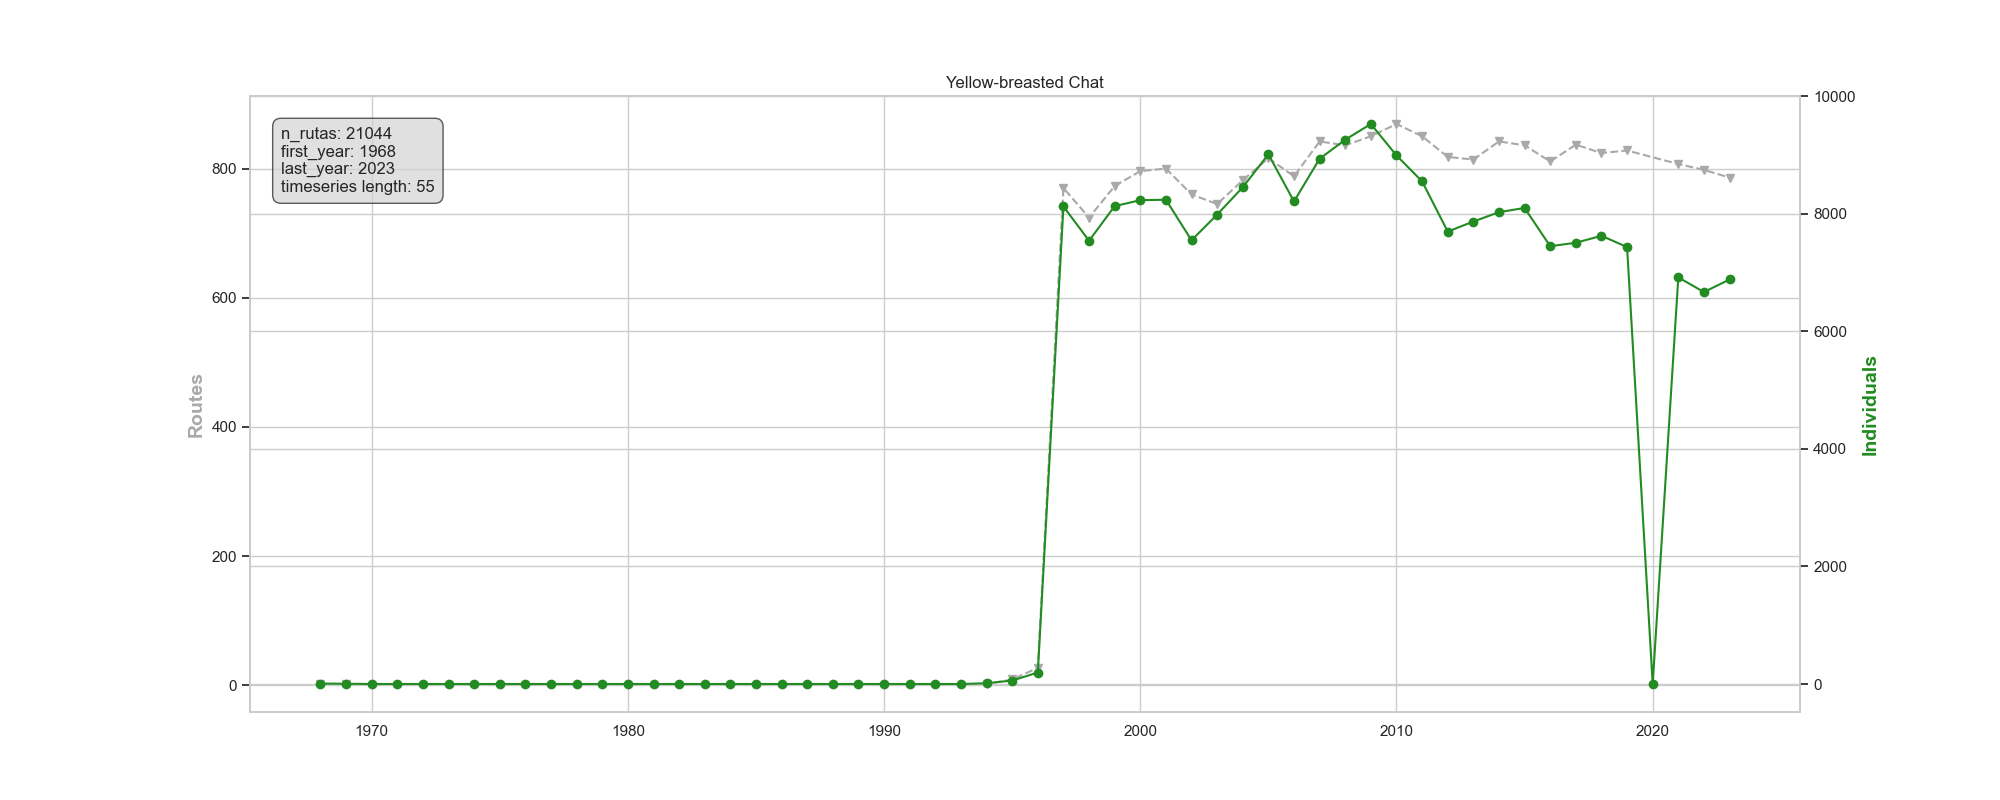 Yellow-breasted Chat
n_rutas: 21044
first_year: 1968
last_year: 2023
timeseries length: 55
Routes
800
600
400
200
0
10000
8000
6000
4000
2000
0
Individuals
1970
1980
1990
2000
2010
2020